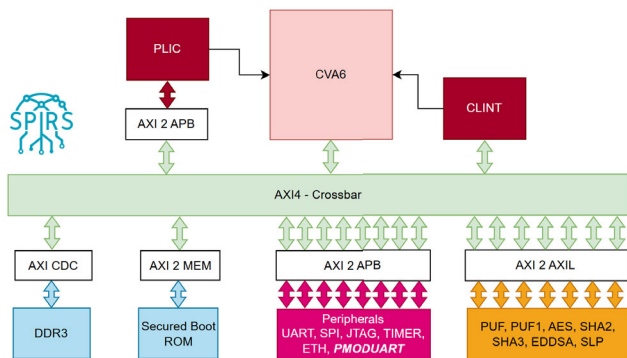 PLIC
CVA6
CLINT
SPIRS
AXI 2 APB
AXI4 - Crossbar
AXI CDC
AXI 2 MEM
AXI 2 APB
AXI 2 AXIL
DDR3
Secured Boot
ROM
Peripherals
UART, SPI, JTAG, TIMER,
ETH, PMODUART
PUF, PUF1, AES, SHA2,
SHA3, EDDSA, SLP